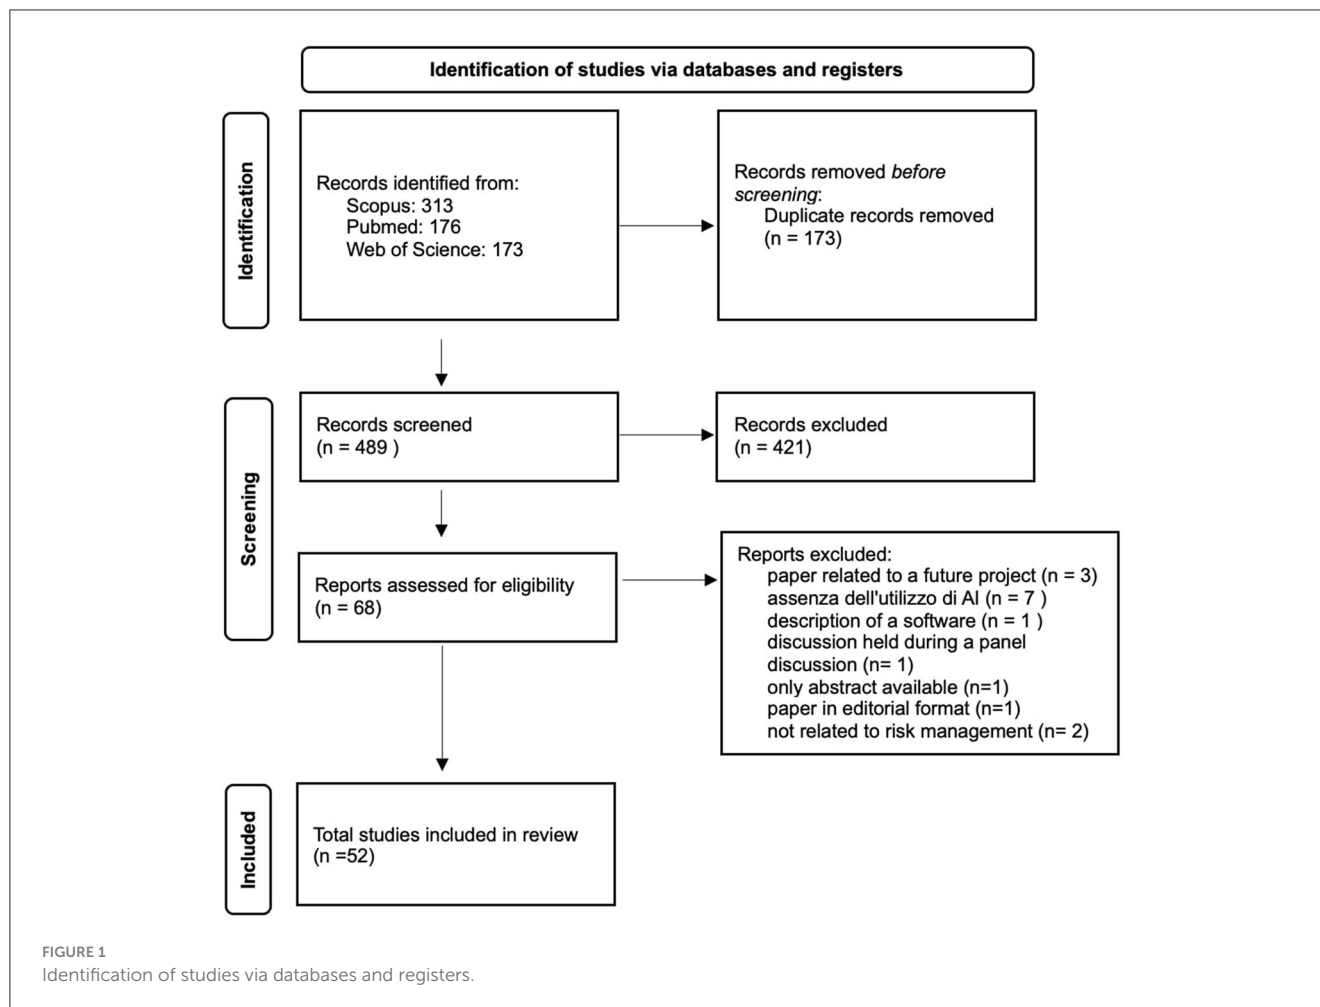 Identification of studies via databases and registers
Identification
Records identified from:
Scopus: 313
Pubmed: 176
Web of Science: 173
Records removed before
screening:
Duplicate records removed
(n = 173)
Screening
Records screened
(n = 489 )
Records excluded
(n = 421)
Reports assessed for eligibility
(n = 68)
Reports excluded:
paper related to a future project (n = 3)
assenza dell'utilizzo di AI (n = 7 )
description of a software (n = 1 )
discussion held during a panel
discussion (n= 1)
only abstract available (n=1)
paper in editorial format (n=1)
not related to risk management (n= 2)
Included
Total studies included in review
(n =52)
FIGURE 1
Identification of studies via databases and registers.